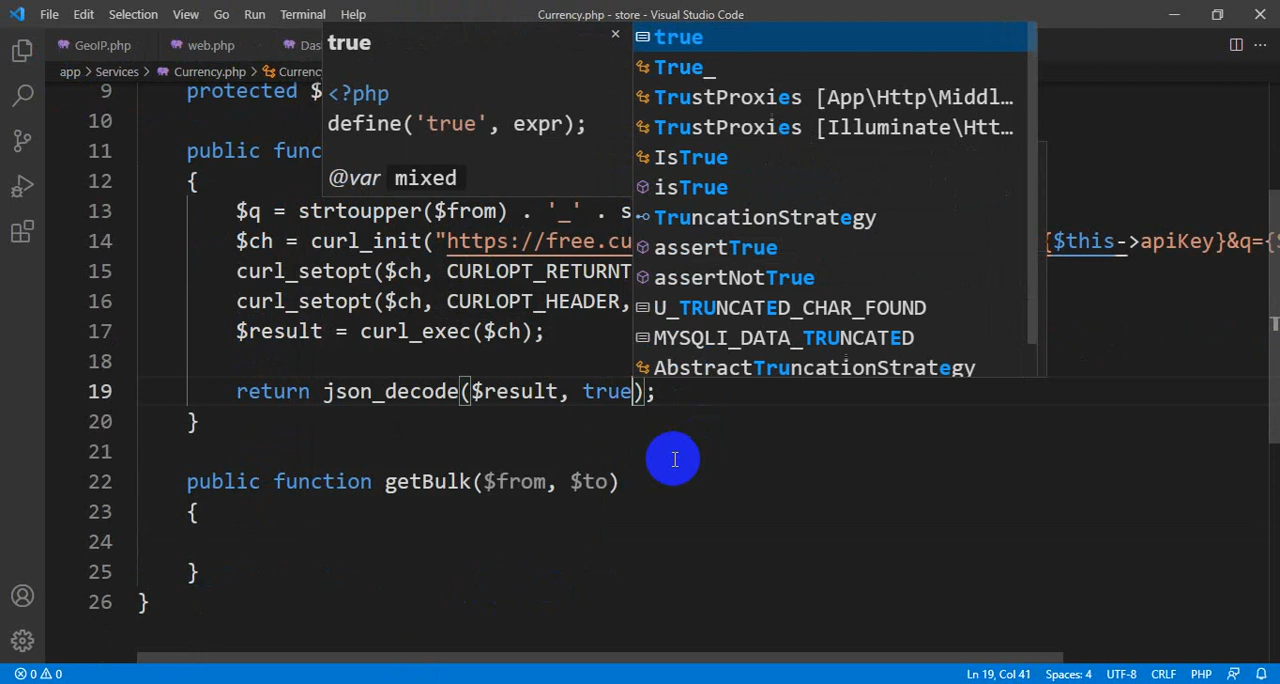 File Edit Selection View Go Run Terminal Help Currency.php - store - Visual Studio Code
GeoIP.php web.php Das
app > Services > Currency.php > Currenc
true
<?php
define('true', expr);
@var mixed
true
True_
TrustProxies [App\Http\Middl…
TrustProxies [Illuminate\Htt…
IsTrue
isTrue
TruncationStrategy
assertTrue
assertNotTrue
U_TRUNCATED_CHAR_FOUND
MYSQLI_DATA_TRUNCATED
AbstractTruncationStrategy
9 protected $
10
11 public func
12 {
13 $q = strtoupper($from) . '_' . s
14 $ch = curl_init("https://free.cu {$this->apiKey}&q={$
15 curl_setopt($ch, CURLOPT_RETURNT
16 curl_setopt($ch, CURLOPT_HEADER,
17 $result = curl_exec($ch);
18
19 return json_decode($result, true);
20 }
21
22 public function getBulk($from, $to)
23 {
24
25 }
26 }
0 0 Ln 19, Col 41 Spaces: 4 UTF-8 CRLF PHP